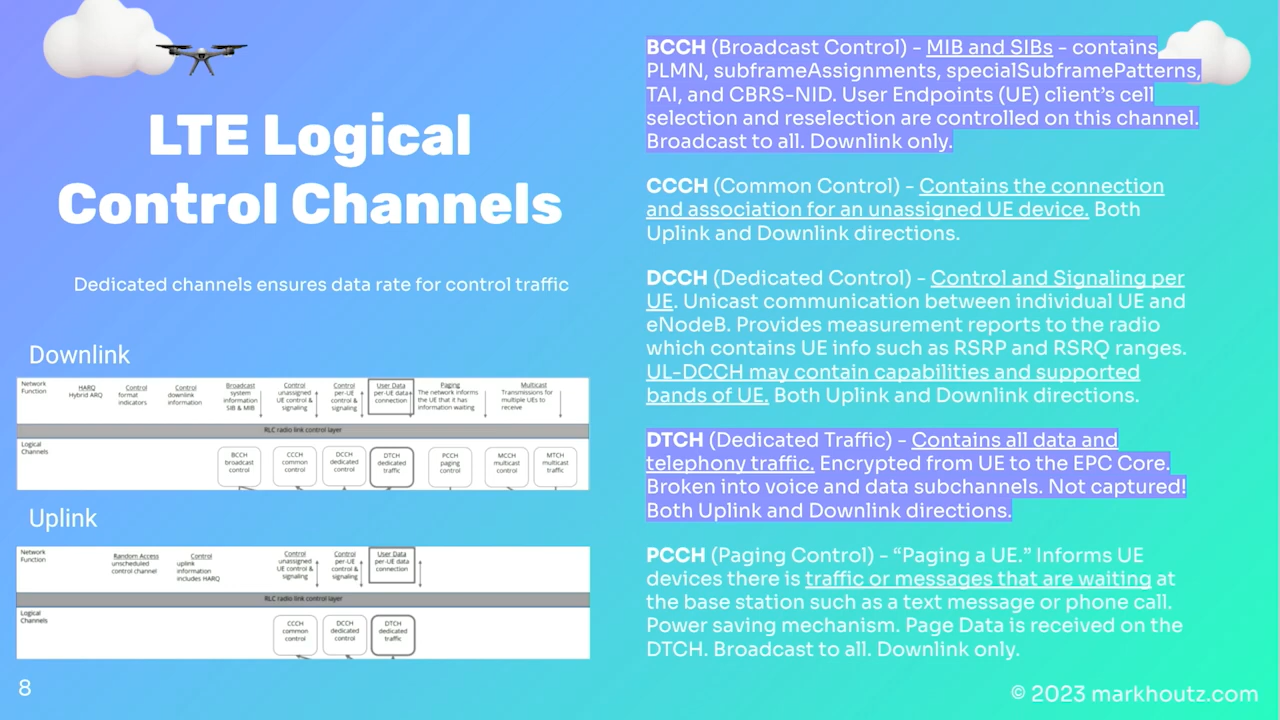 LTE Logical
Control Channels
Dedicated channels ensures data rate for control traffic
Downlink
Network
Function
HARQ
Hybrid ARQ
Control
format
indicators
Control
downlink
information
Broadcast
system
information
SIB & MIB
Control
unassigned
UE control &
signaling
Control
per-UE
control &
signaling
User Data
per-UE data
connection
Paging
The network informs
the UE that it has
information waiting
Multicast
Transmissions for
multiple UEs to
receive
RLC radio link control layer
Logical
Channels
BCCH
broadcast
control
CCCH
common
control
DCCH
dedicated
control
DTCH
dedicated
traffic
PCCH
paging
control
MCCH
multicast
control
MTCH
multicast
traffic
Uplink
Network
Function
Random Access
unscheduled
control channel
Control
uplink
information
includes HARQ
Control
unassigned
UE control &
signaling
Control
per-UE
control &
signaling
User Data
per-UE data
connection
RLC radio link control layer
Logical
Channels
CCCH
common
control
DCCH
dedicated
control
DTCH
dedicated
traffic
8
BCCH (Broadcast Control) - MIB and SIBs - contains
PLMN, subframeAssignments, specialSubframePatterns,
TAI, and CBRS-NID. User Endpoints (UE) client's cell
selection and reselection are controlled on this channel.
Broadcast to all. Downlink only.
CCCH (Common Control) - Contains the connection
and association for an unassigned UE device. Both
Uplink and Downlink directions.
DCCH (Dedicated Control) - Control and Signaling per
UE. Unicast communication between individual UE and
eNodeB. Provides measurement reports to the radio
which contains UE info such as RSRP and RSRQ ranges.
UL-DCCH may contain capabilities and supported
bands of UE. Both Uplink and Downlink directions.
DTCH (Dedicated Traffic) - Contains all data and
telephony traffic. Encrypted from UE to the EPC Core.
Broken into voice and data subchannels. Not captured!
Both Uplink and Downlink directions.
PCCH (Paging Control) - "Paging a UE." Informs UE
devices there is traffic or messages that are waiting at
the base station such as a text message or phone call.
Power saving mechanism. Page Data is received on the
DTCH. Broadcast to all. Downlink only.
© 2023 markhoutz.com